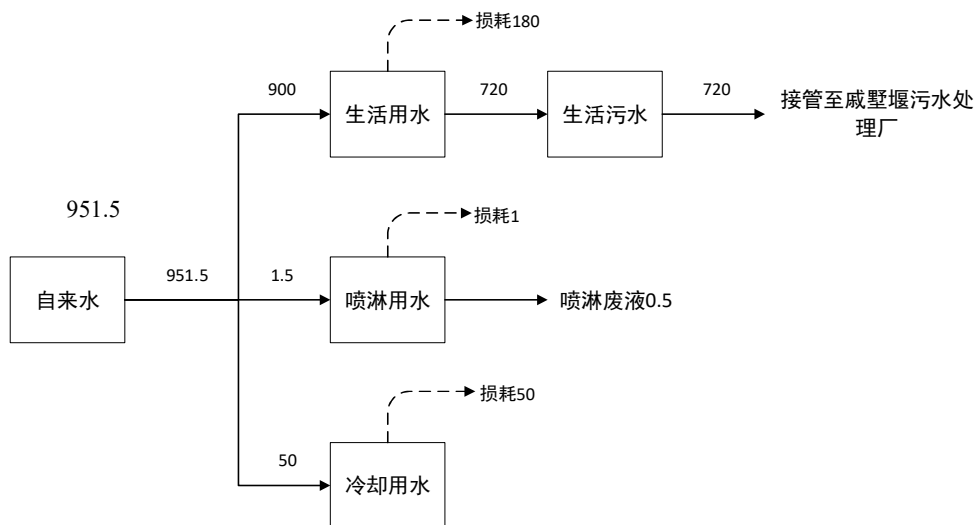 损耗180
900
生活用水
720
生活污水
720
接管至戚墅堰污水处
理厂
951.5
损耗1
自来水
951.5
1.5
喷淋用水
喷淋废液0.5
损耗50
50
冷却用水